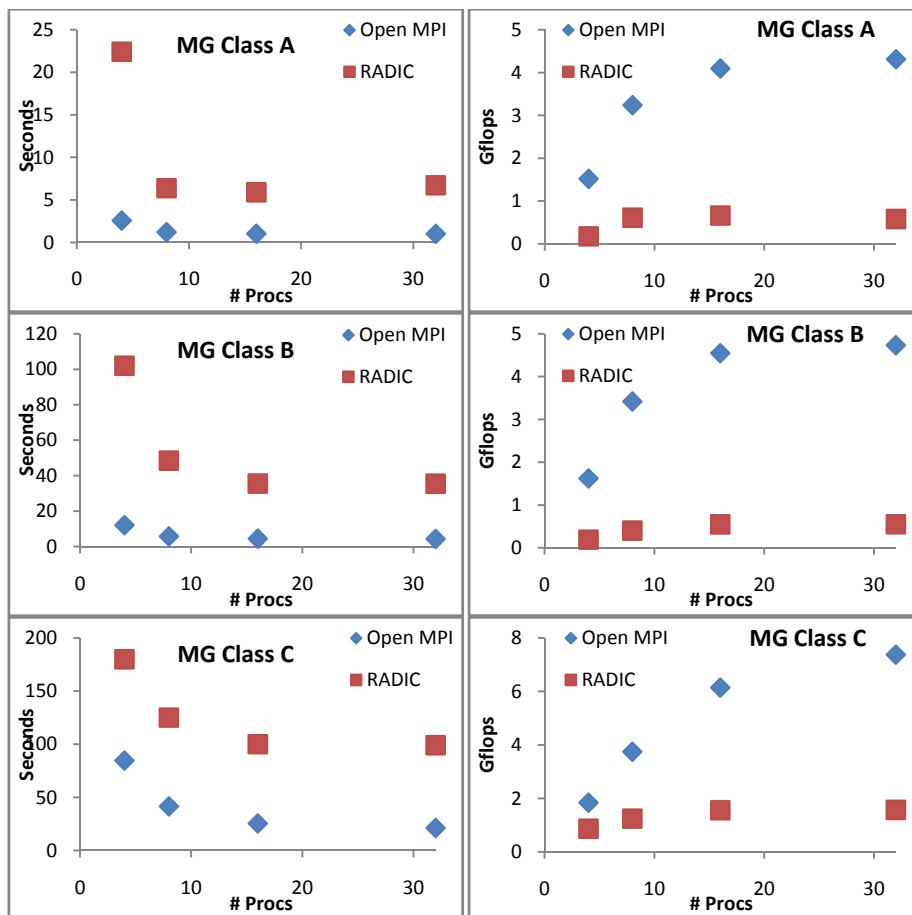 MG Class A
Open MPI
RADIC
25
20
15
10
5
0
Seconds
0 10 20 30
# Procs
MG Class A
Open MPI
RADIC
5
4
3
2
1
0
Gflops
0 10 20 30
# Procs
MG Class B
Open MPI
RADIC
120
100
80
60
40
20
0
Seconds
0 10 20 30
# Procs
MG Class B
Open MPI
RADIC
5
4
3
2
1
0
Gflops
0 10 20 30
# Procs
MG Class C
Open MPI
RADIC
200
150
100
50
0
Seconds
0 10 20 30
# Procs
MG Class C
Open MPI
RADIC
8
6
4
2
0
Gflops
0 10 20 30
# Procs